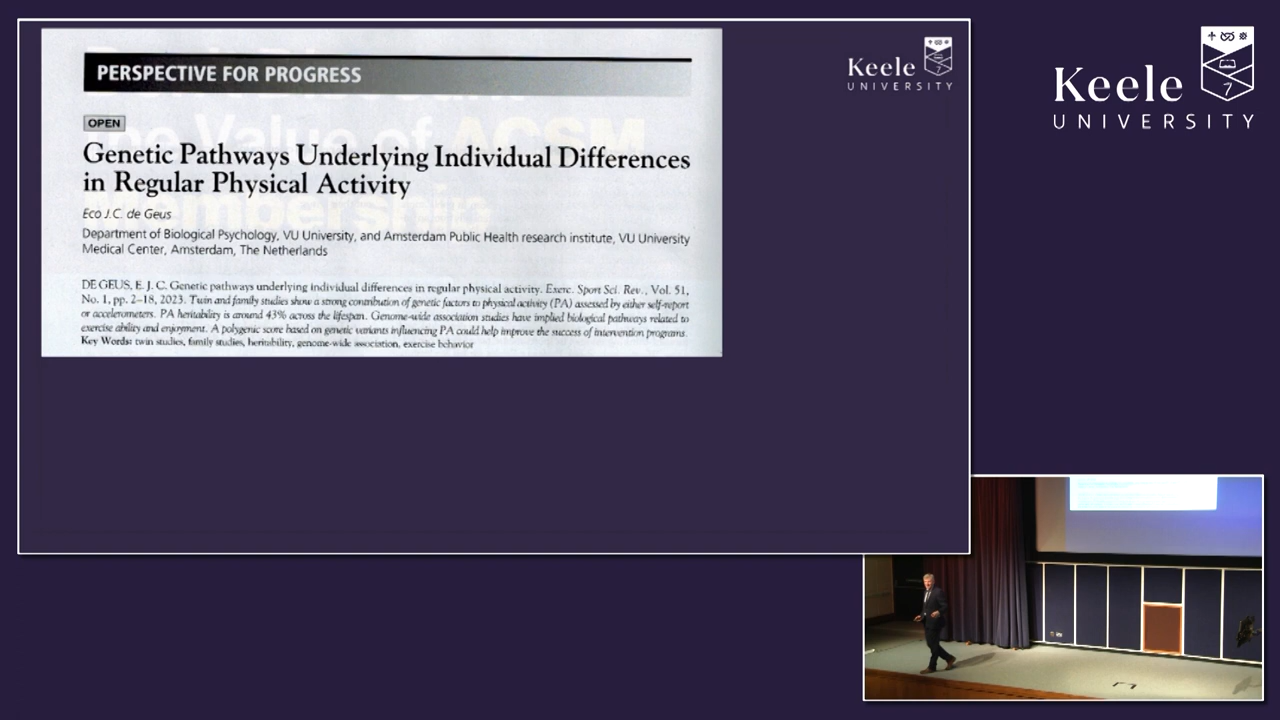 PERSPECTIVE FOR PROGRESS
OPEN
The Value of ACSM
Membership
Genetic Pathways Underlying Individual Differences
in Regular Physical Activity
Eco J.C. de Geus
Department of Biological Psychology, VU University, and Amsterdam Public Health research institute, VU University
Medical Center, Amsterdam, The Netherlands
DE GEUS, E. J. C. Genetic pathways underlying individual differences in regular physical activity. Exerc. Sport Sci. Rev., Vol. 51,
No. 1, pp. 2–18, 2023. Twin and family studies show a strong contribution of genetic factors to physical activity (PA) assessed by either self-report
or accelerometers. PA heritability is around 43% across the lifespan. Genome-wide association studies have implied biological pathways related to
exercise ability and enjoyment. A polygenic score based on genetic variants influencing PA could help improve the success of intervention programs.
Key Words: twin studies, family studies, heritability, genome-wide association, exercise behavior
Keele
UNIVERSITY
Keele
UNIVERSITY